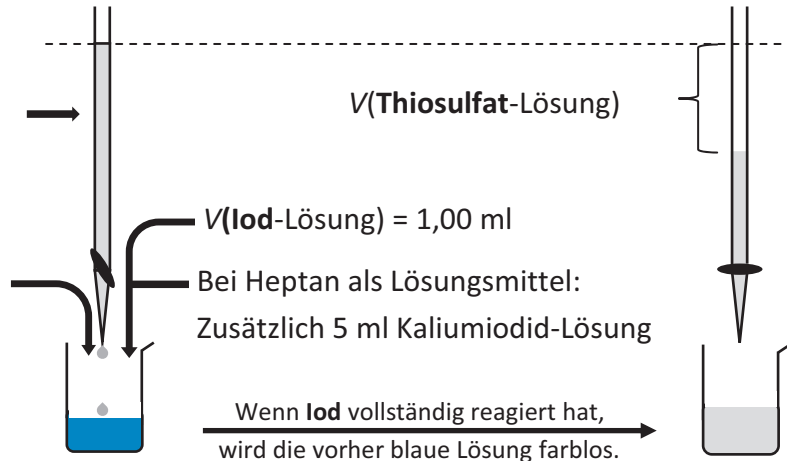 V(Thiosulfat-Lösung)
V(Iod-Lösung) = 1,00 ml
Bei Heptan als Lösungsmittel:
Zusätzlich 5 ml Kaliumiodid-Lösung
Wenn Iod vollständig reagiert hat,
wird die vorher blaue Lösung farblos.